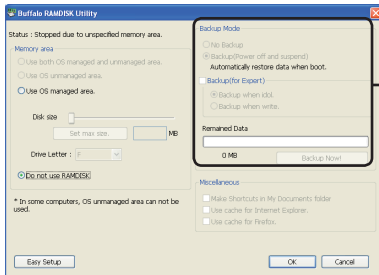 Buffalo RAMDISK Utility
Status : Stopped due to unspecified memory area.
Memory area
Use both OS managed and unmanaged area.
Use OS unmanaged area.
Use OS managed area.
Disk size
Set max size.
MB
Drive Letter : F
Do not use RAMDISK
* In some computers, OS unmanaged area can not be
used.
Easy Setup
Backup Mode
No Backup
Backup(Power off and suspend)
Automatically restore data when boot.
Backup(for Expert)
Backup when idol.
Backup when write.
Remained Data
0 MB
Backup Now!
Miscellaneous
Make Shortcuts in My Documents folder
Use cache for Internet Explorer.
Use cache for Firefox.
OK
Cancel